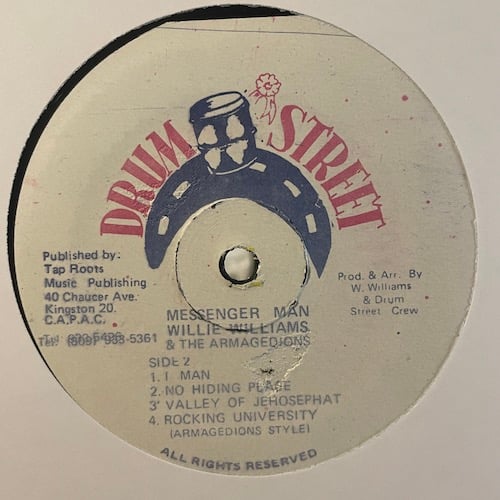 DRUM STREET
Published by:
Tap Roots
Music Publishing
40 Chaucer Ave.
Kingston 20.
C.A.P.A.C.
Prod. & Arr. By
W. Williams
& Drum
Street Crew
MESSENGER MAN
WILLIE WILLIAMS
& THE ARMAGEDIONS
SIDE 2
1. I MAN
2. NO HIDING PLACE
3. VALLEY OF JEHOSEPHAT
4. ROCKING UNIVERSITY
(ARMAGEDIONS STYLE)
ALL RIGHTS RESERVED